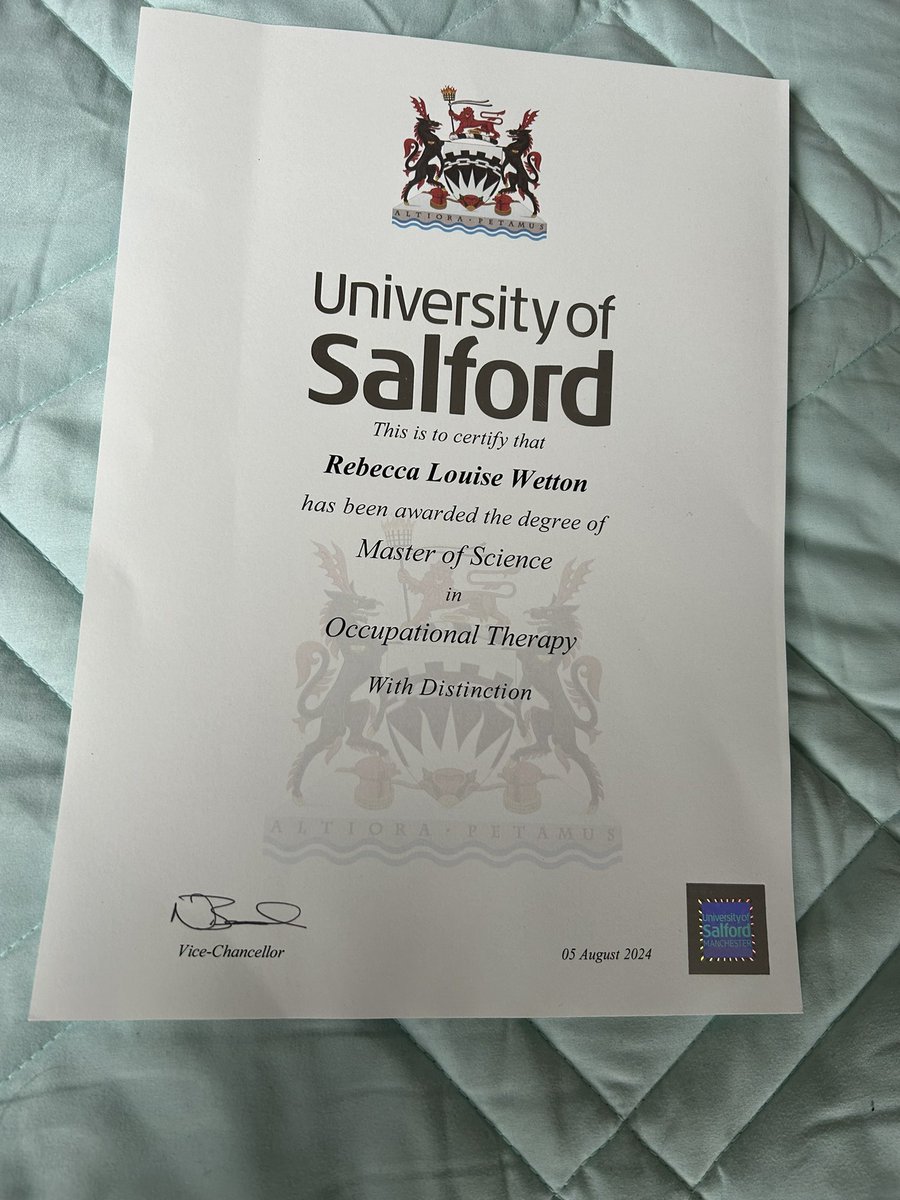 ALTIORA · PETAMUS
University of
Salford
This is to certify that
Rebecca Louise Wetton
has been awarded the degree of
Master of Science
in
Occupational Therapy
With Distinction
ALTIORA · PETAMUS
Vice-Chancellor
05 August 2024
University of
Salford
MANCHESTER